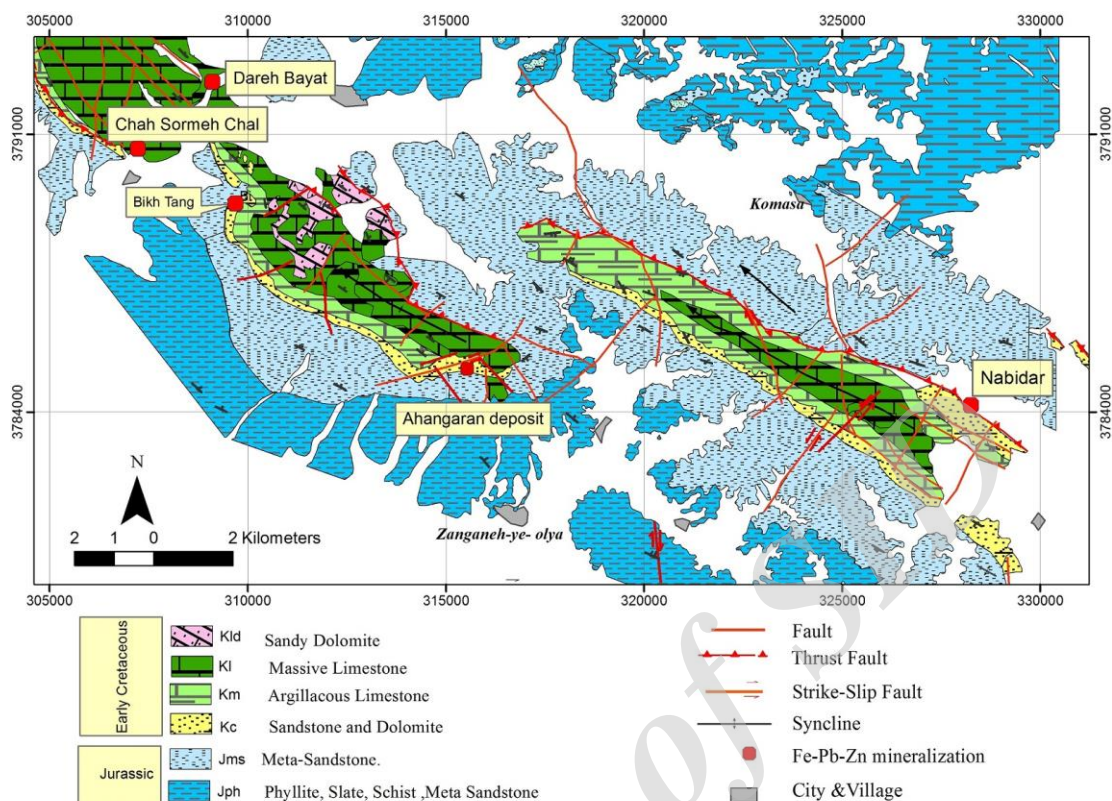 305000 310000 315000 320000 325000 330000
Dareh Bayat
Chah Sormeh Chal
3791000
3791000
Bikh Tang
Komasa
Nabidar
3784000
3784000
Ahangaran deposit
N
Zanganeh-ye- olya
2 1 0 2 Kilometers
305000 310000 315000 320000 325000 330000
Early Cretaceous
Kld Sandy Dolomite
Kl Massive Limestone
Km Argillacous Limestone
Kc Sandstone and Dolomite
Jurassic
Jms Meta-Sandstone.
Jph Phyllite, Slate, Schist ,Meta Sandstone
Fault
Thrust Fault
Strike-Slip Fault
Syncline
Fe-Pb-Zn mineralization
City &Village